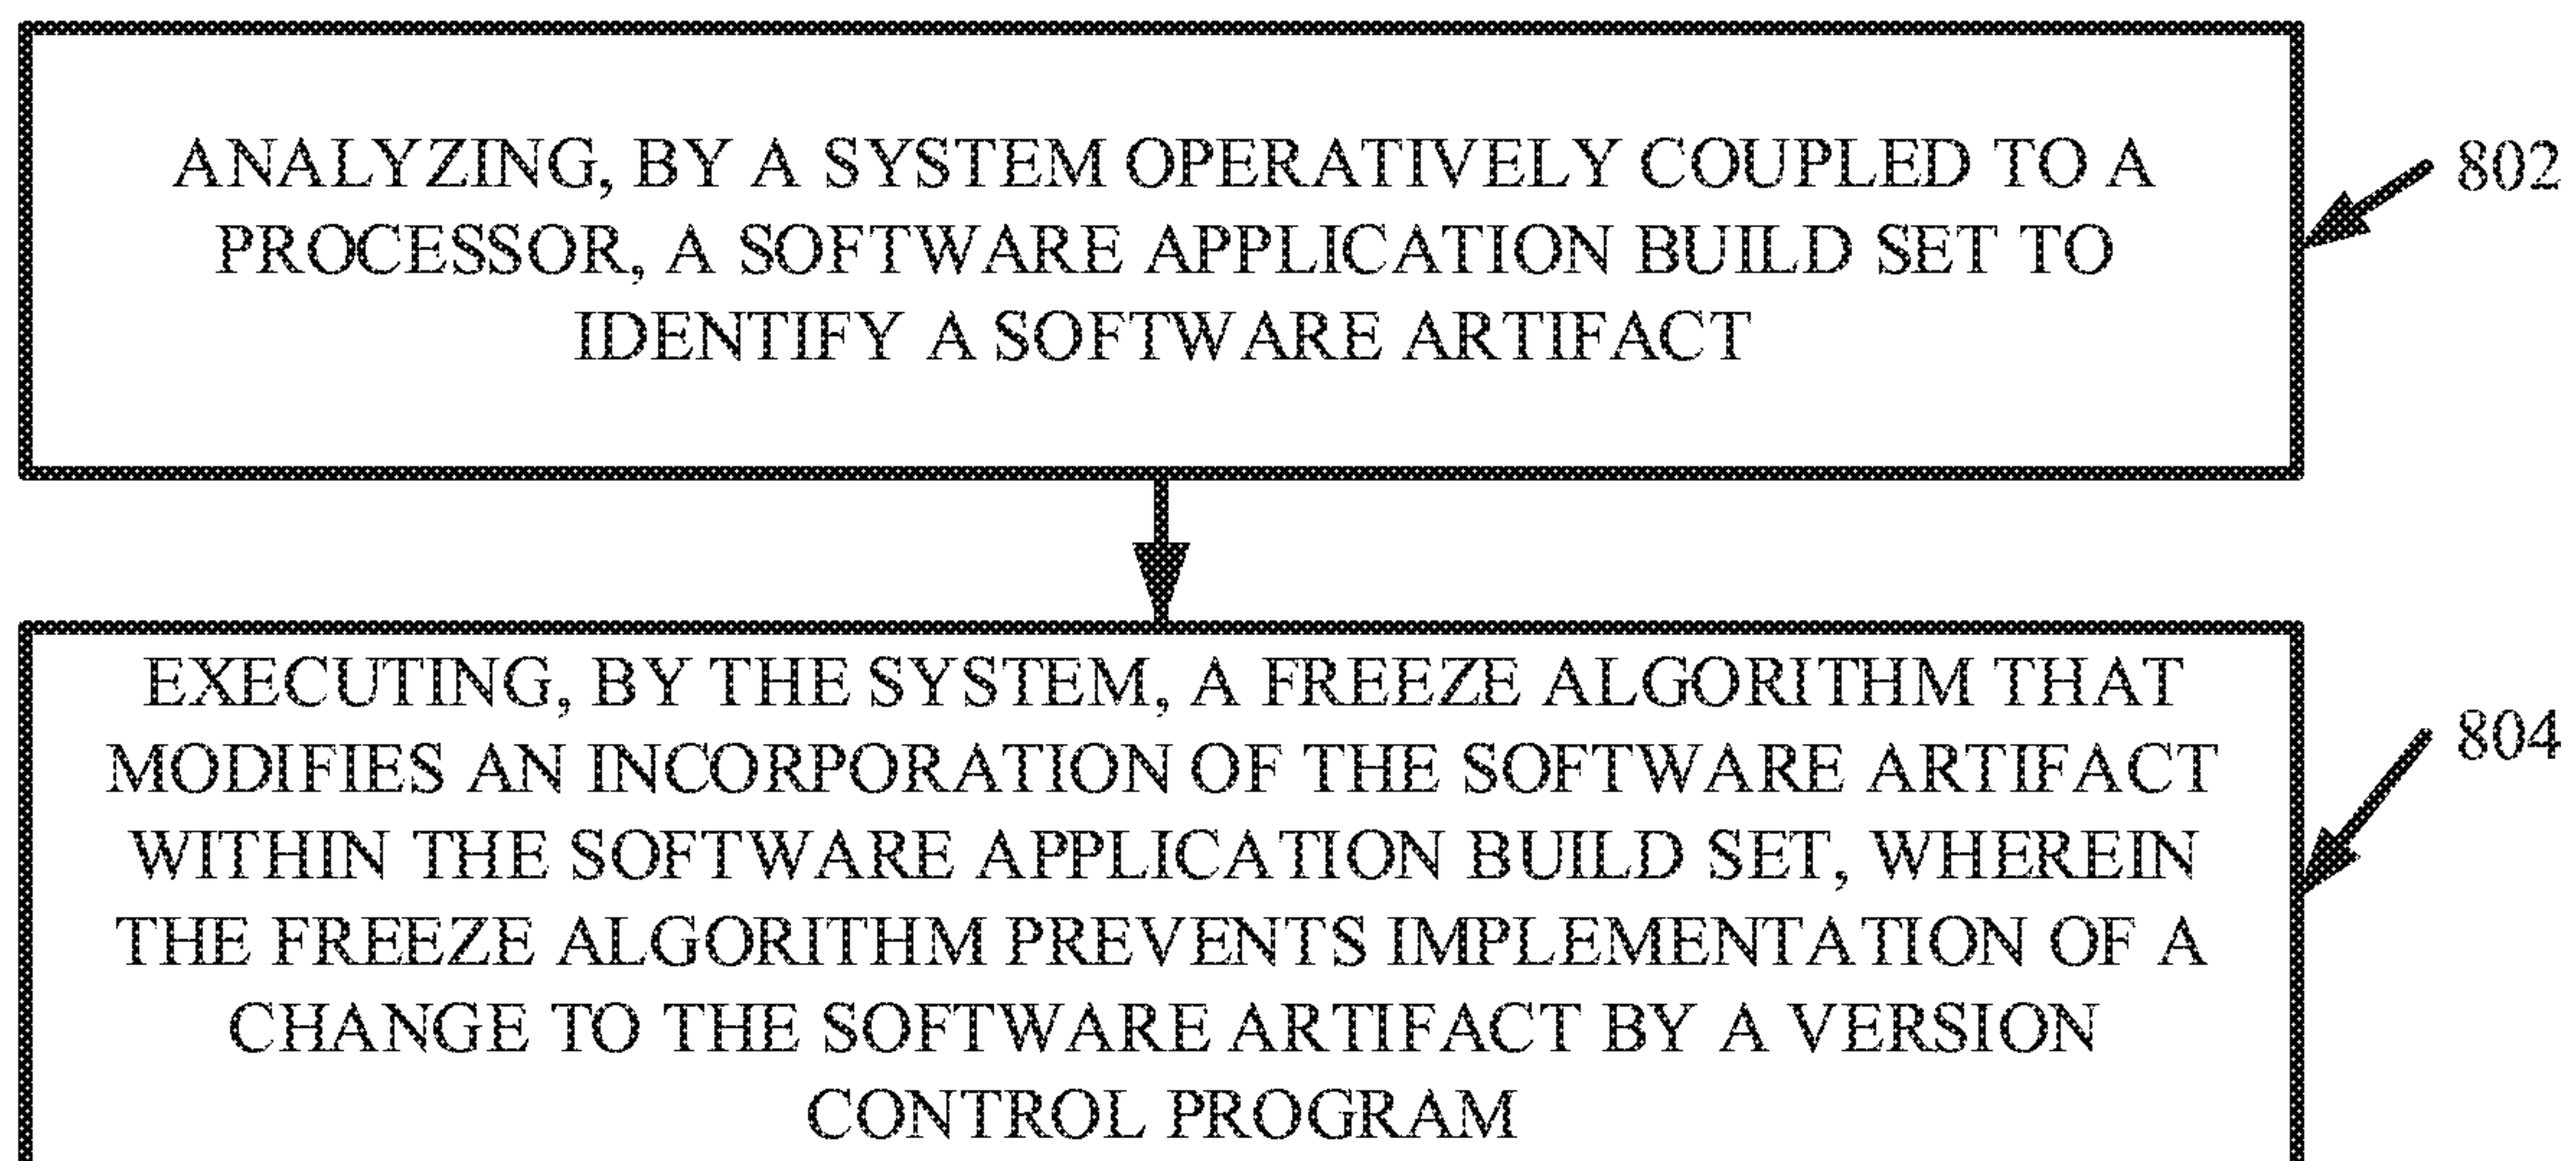 ANALYZING, BY A SYSTEM OPERATIVELY COUPLED TO A
PROCESSOR, A SOFTWARE APPLICATION BUILD SET TO
IDENTIFY A SOFTWARE ARTIFACT
802
EXECUTING, BY THE SYSTEM, A FREEZE ALGORITHM THAT
MODIFIES AN INCORPORATION OF THE SOFTWARE ARTIFACT
WITHIN THE SOFTWARE APPLICATION BUILD SET, WHEREIN
THE FREEZE ALGORITHM PREVENTS IMPLEMENTATION OF A
CHANGE TO THE SOFTWARE ARTIFACT BY A VERSION
CONTROL PROGRAM
804